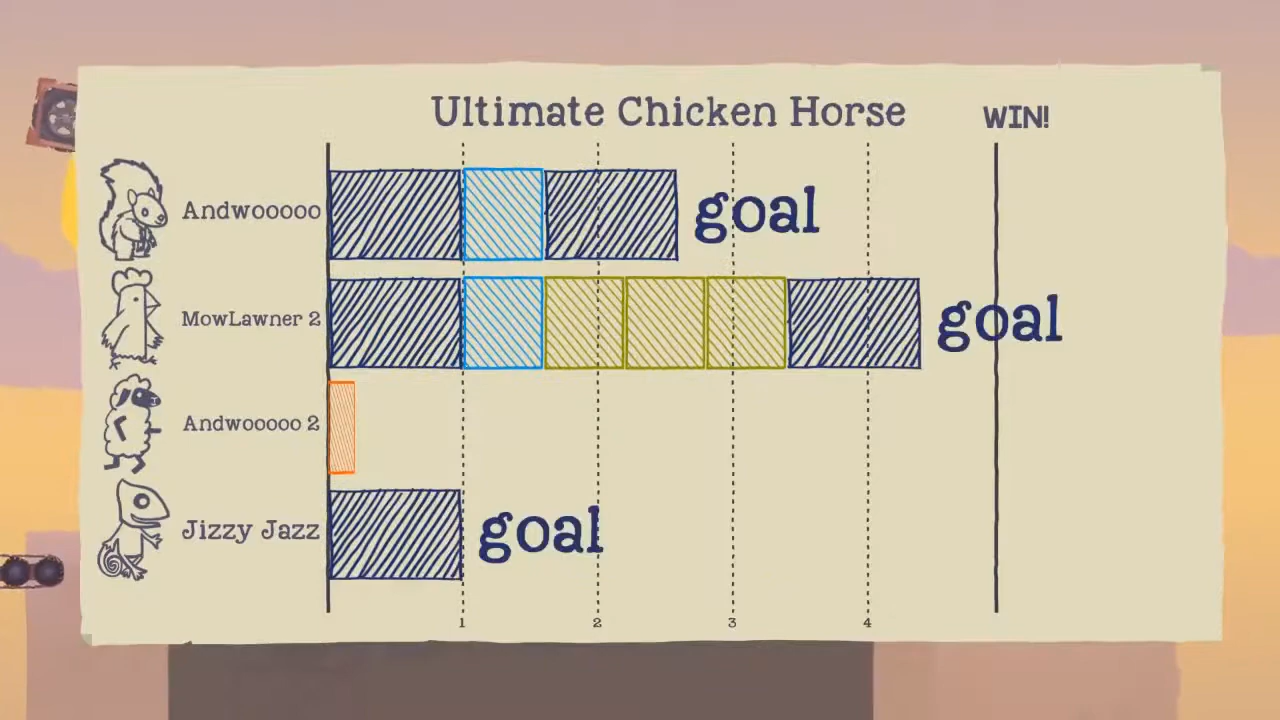 Ultimate Chicken Horse
WIN!
Andwooooo
goal
MowLawner 2
goal
Andwooooo 2
Jizzy Jazz
goal
1 2 3 4